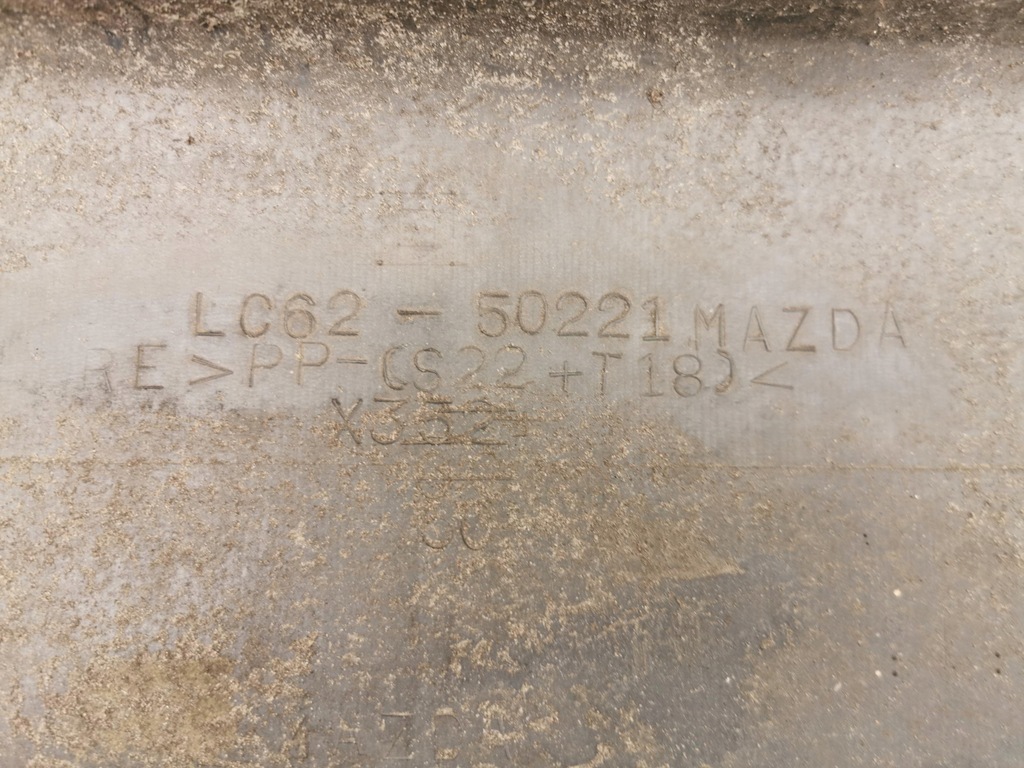 LC62-50221 MAZDA
RE >PP-(S22+T18)<
X352